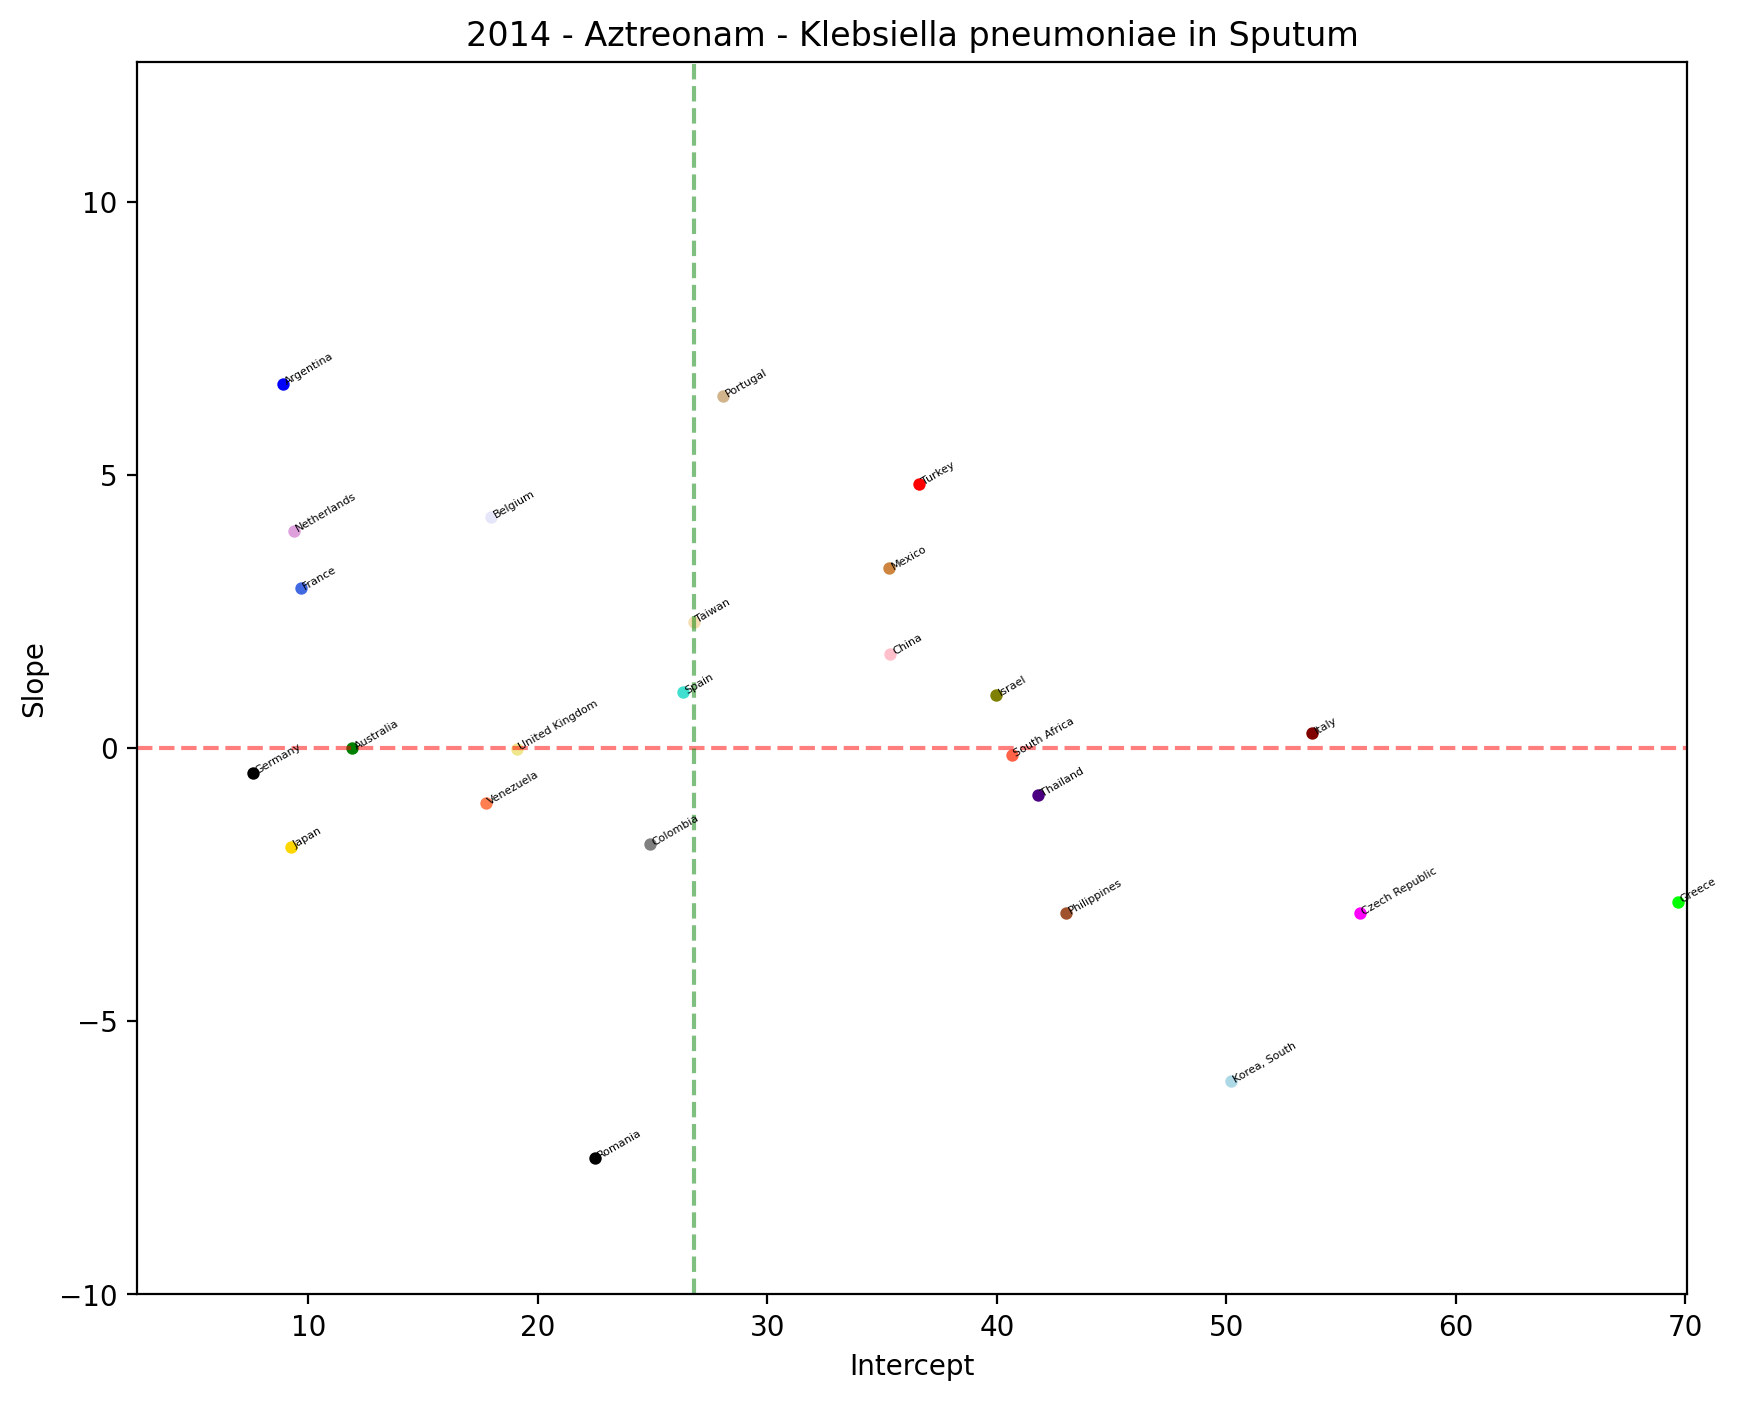 2014 - Aztreonam - Klebsiella pneumoniae in Sputum
10
Argentina
Portugal
5
Turkey
Netherlands
Belgium
Mexico
France
Taiwan
China
Slope
Spain
Israel
United Kingdom
South Africa
Italy
Australia
0
Germany
Thailand
Venezuela
Colombia
Japan
Greece
Czech Republic
Philippines
−5
Korea, South
Romania
−10
10 20 30 40 50 60 70
Intercept